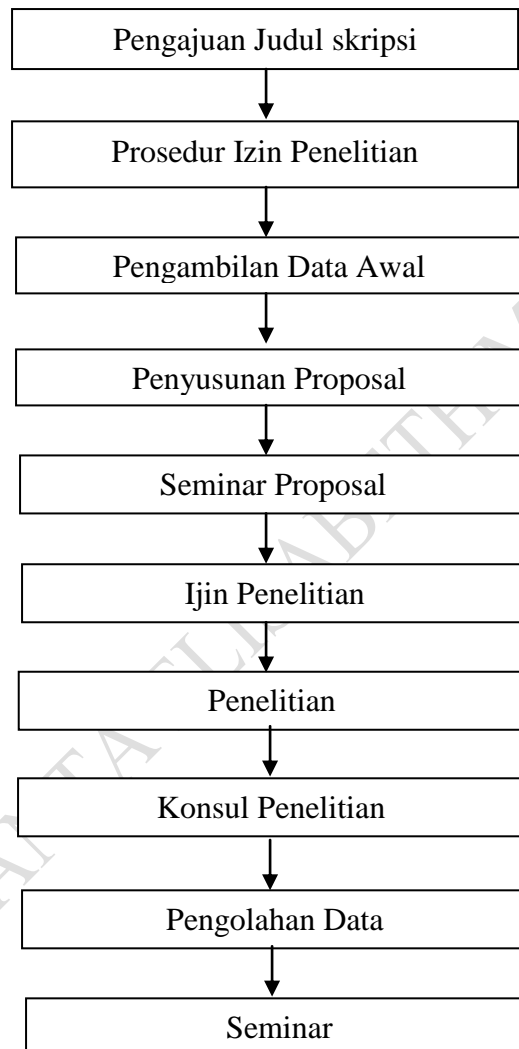 Pengajuan Judul skripsi
Prosedur Izin Penelitian
Pengambilan Data Awal
Penyusunan Proposal
Seminar Proposal
Ijin Penelitian
Penelitian
Konsul Penelitian
Pengolahan Data
Seminar